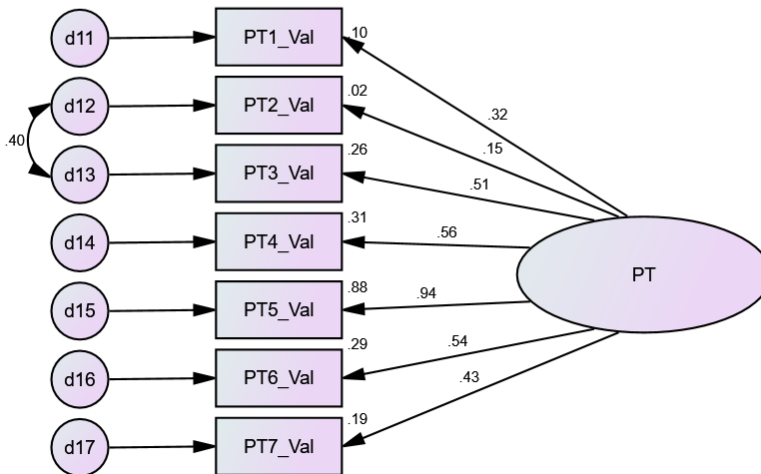 d11
PT1_Val
.10
.32
d12
PT2_Val
.02
.15
.40
d13
PT3_Val
.26
.51
d14
PT4_Val
.31
.56
d15
PT5_Val
.88
.94
PT
d16
PT6_Val
.29
.54
d17
PT7_Val
.19
.43